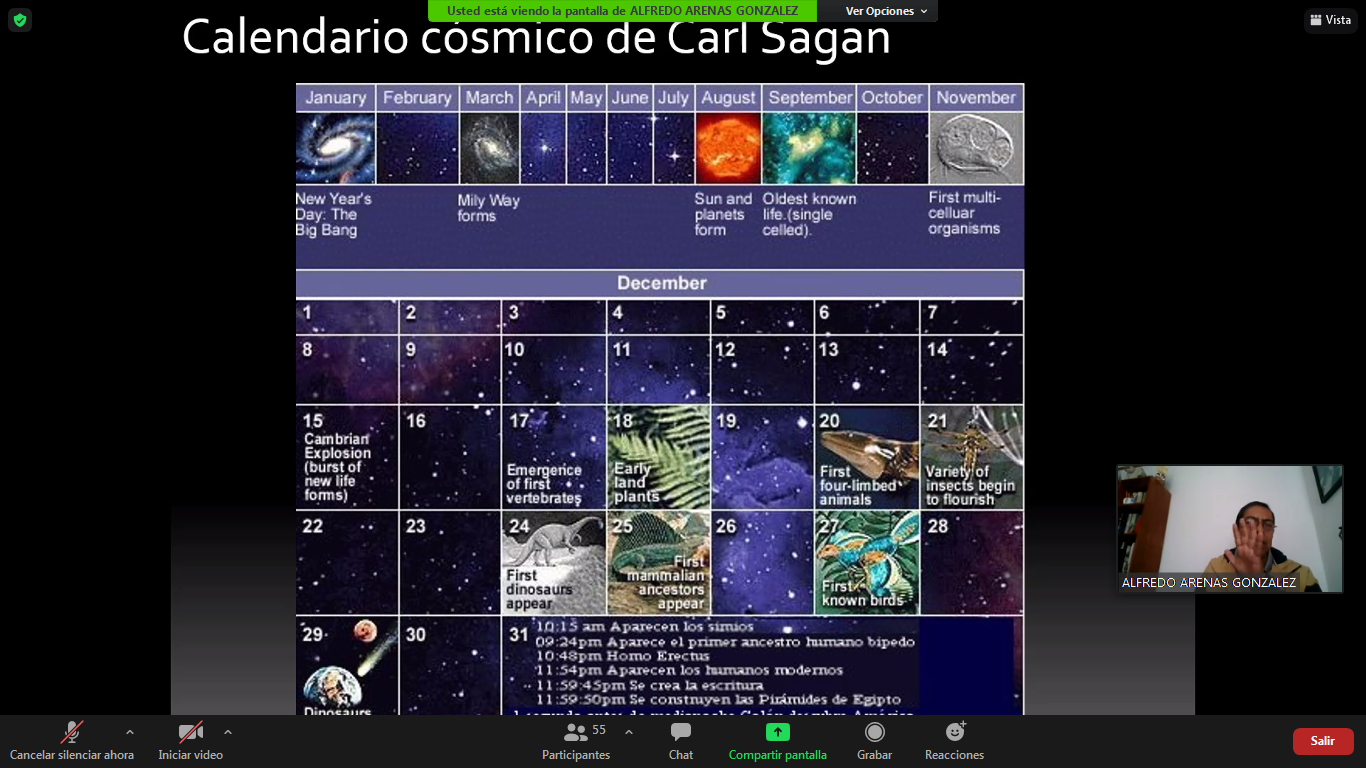 Usted está viendo la pantalla de ALFREDO ARENAS GONZALEZ
Ver Opciones
Vista
Calendario cósmico de Carl Sagan
January February March April May June July August September October November
New Year's
Day: The
Big Bang
Mily Way
forms
Sun and
planets
form
Oldest known
life.(single
celled).
First multi-
celluar
organisms
December
1 2 3 4 5 6 7
8 9 10 11 12 13 14
15
Cambrian
Explosion
(burst of
new life
forms)
16
17
Emergence
of first
vertebrates
18
Early
land
plants
19
20
First
four-limbed
animals
21
Variety of
insects begin
to flourish
22
23
24
First
dinosaurs
appear
25
First
mammalian
ancestors
appear
26
27
First
known birds
28
29
Dinosaurs
30
31
10:15 am Aparecen los simios
09:24pm Aparece el primer ancestro humano bipedo
10:48pm Homo Erectus
11:54pm Aparecen los humanos modernos
11:59:45pm Se crea la escritura
11:59:50pm Se construyen las Pirámides de Egipto
ALFREDO ARENAS GONZALEZ
Cancelar silenciar ahora
Iniciar video
55
Participantes
Chat
Compartir pantalla
Grabar
Reacciones
Salir